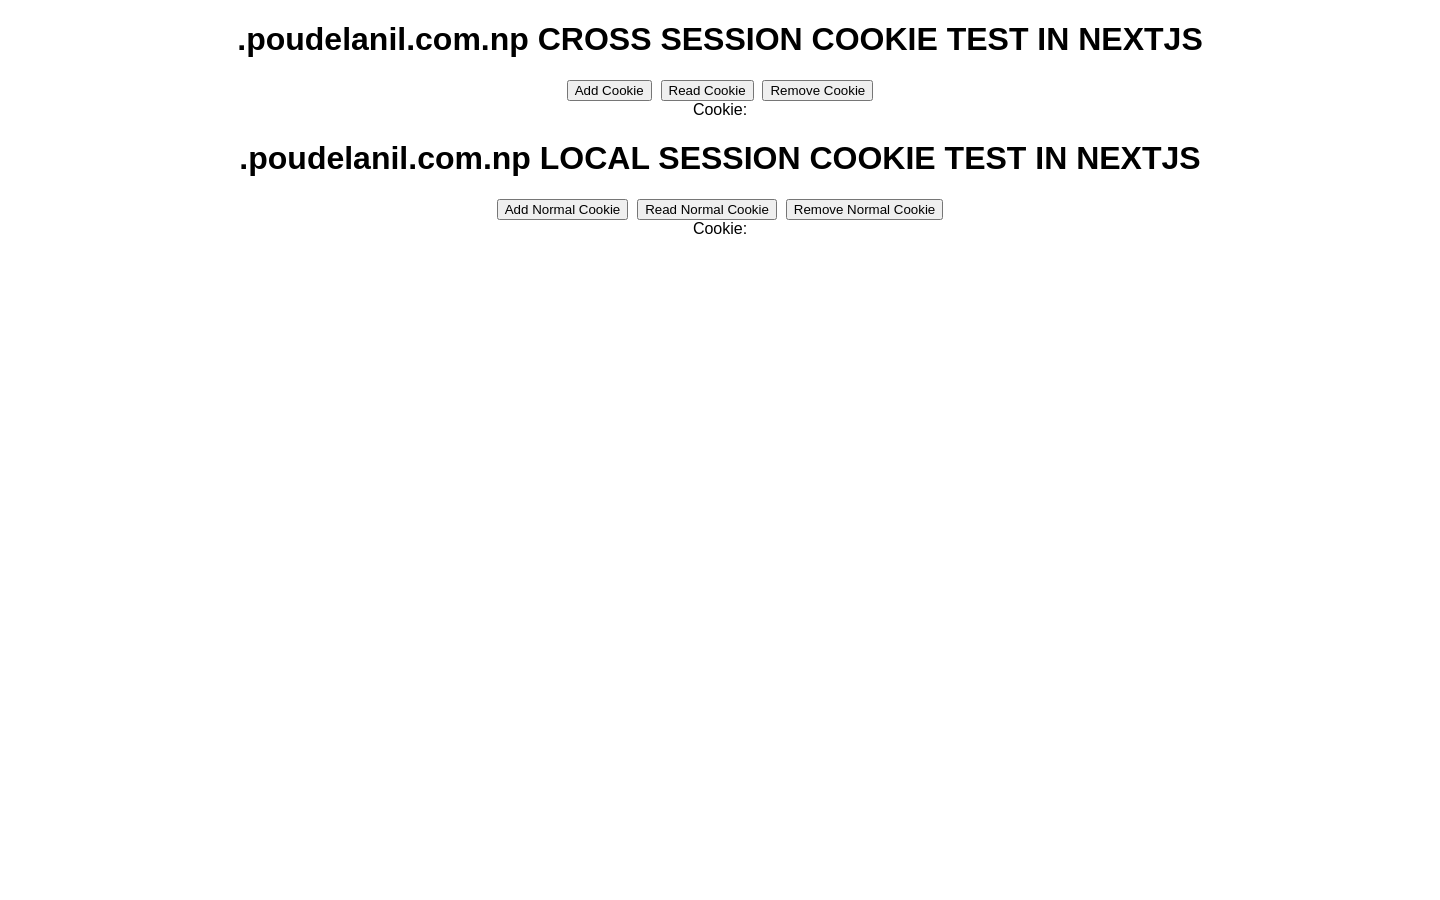 .poudelanil.com.np CROSS SESSION COOKIE TEST IN NEXTJS
Add Cookie Read Cookie Remove Cookie
Cookie:
.poudelanil.com.np LOCAL SESSION COOKIE TEST IN NEXTJS
Add Normal Cookie Read Normal Cookie Remove Normal Cookie
Cookie: